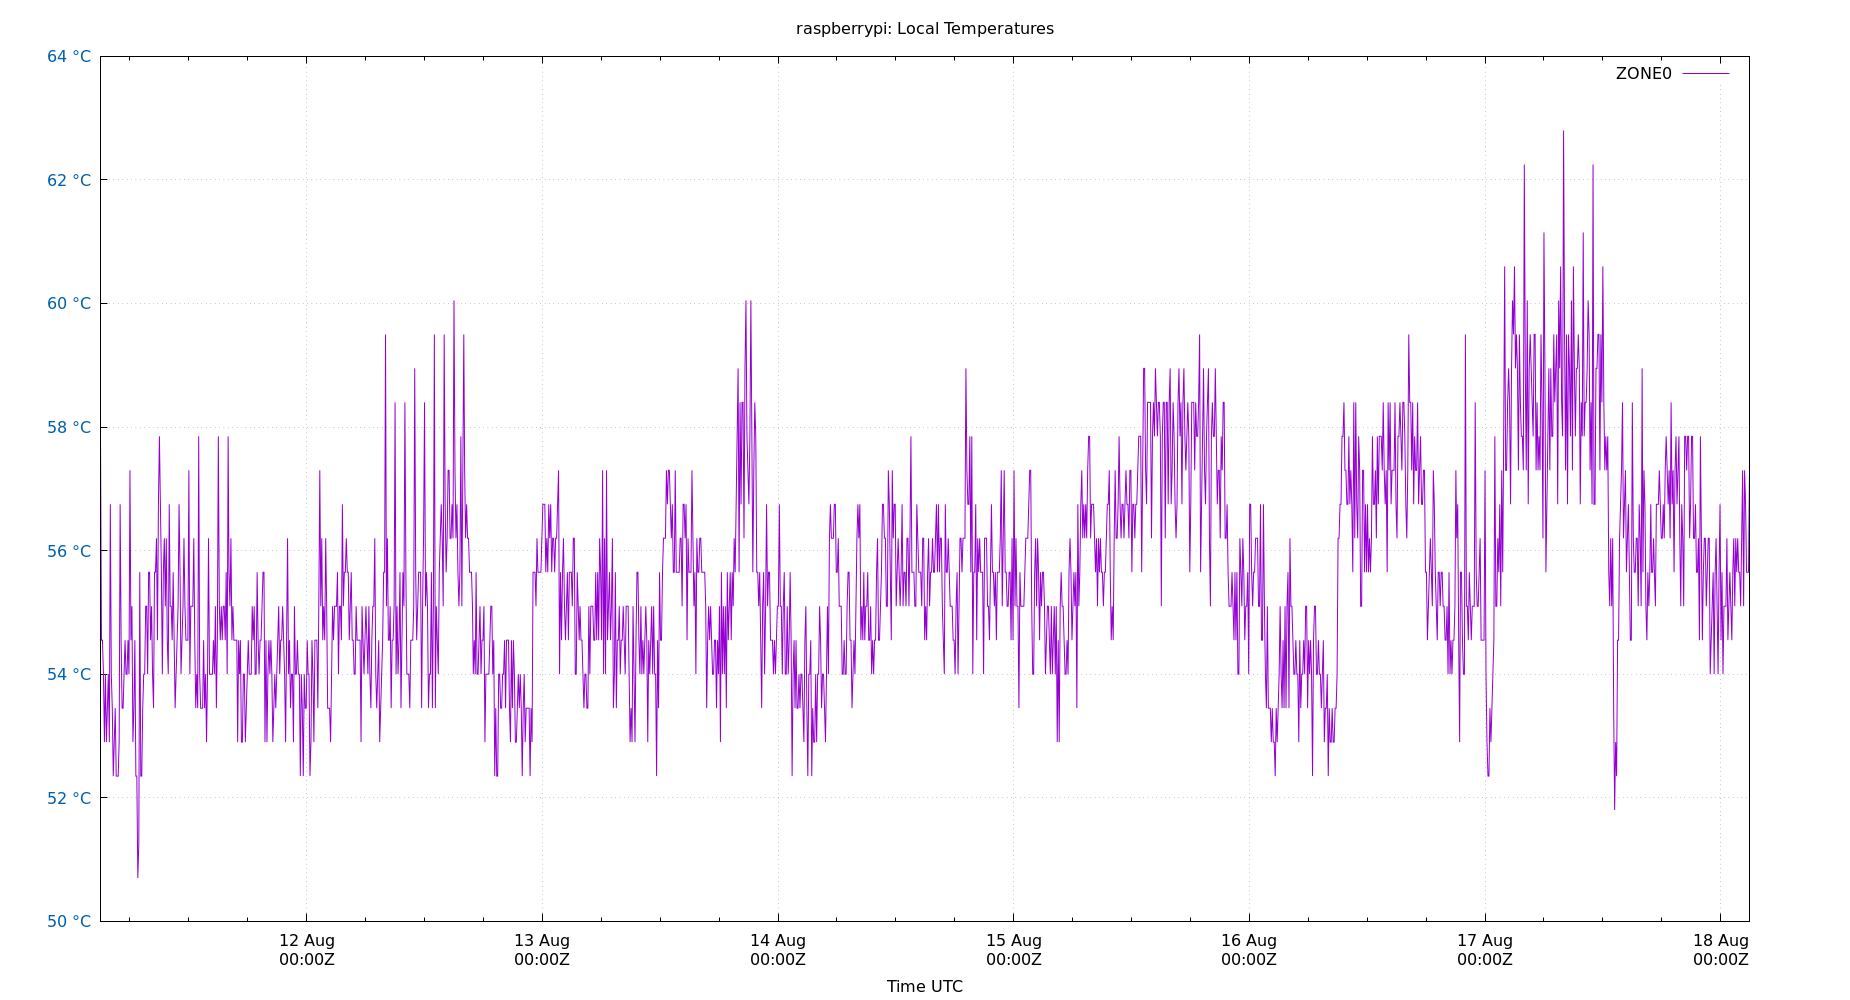 raspberrypi: Local Temperatures
64 °C
ZONE0
62 °C
60 °C
58 °C
56 °C
54 °C
52 °C
50 °C
12 Aug 13 Aug 14 Aug 15 Aug 16 Aug 17 Aug 18 Aug
00:00Z 00:00Z 00:00Z 00:00Z 00:00Z 00:00Z 00:00Z
Time UTC